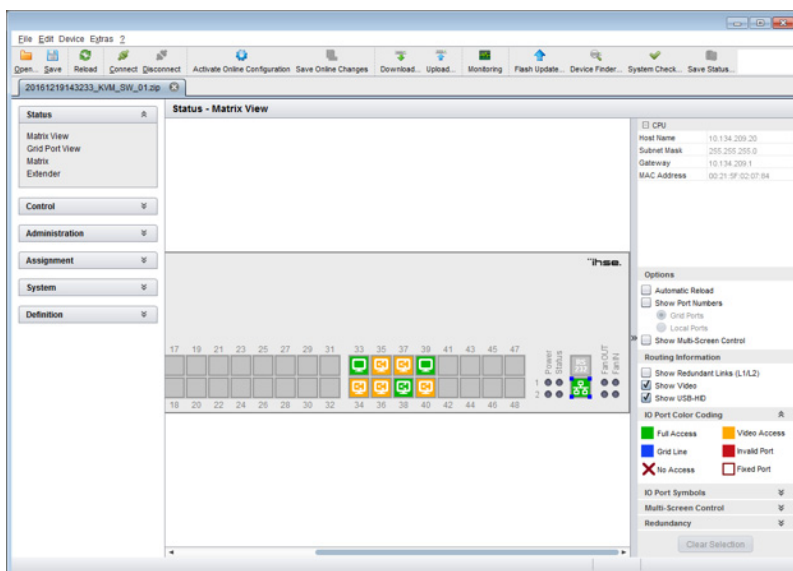 File Edit Device Extras ?
Open... Save Reload Connect Disconnect Activate Online Configuration Save Online Changes Download... Upload... Monitoring Flash Update... Device Finder... System Check... Save Status...
20161219143233_KVM_SW_01.zip
Status
Matrix View
Grid Port View
Matrix
Extender
Control
Administration
Assignment
System
Definition
Status - Matrix View
ihse.
17 19 21 23 25 27 29 31 33 35 37 39 41 43 45 47
Power
Status
RS
232
Fan OUT
Fan IN
1
2
18 20 22 24 26 28 30 32 34 36 38 40 42 44 46 48
CPU
Host Name 10.134.209.20
Subnet Mask 255.255.255.0
Gateway 10.134.209.1
MAC Address 00:21:5F:02:07:64
Options
Automatic Reload
Show Port Numbers
Grid Ports
Local Ports
Show Multi-Screen Control
Routing Information
Show Redundant Links (L1/L2)
Show Video
Show USB-HID
IO Port Color Coding
Full Access Video Access
Grid Line Invalid Port
No Access Fixed Port
IO Port Symbols
Multi-Screen Control
Redundancy
Clear Selection